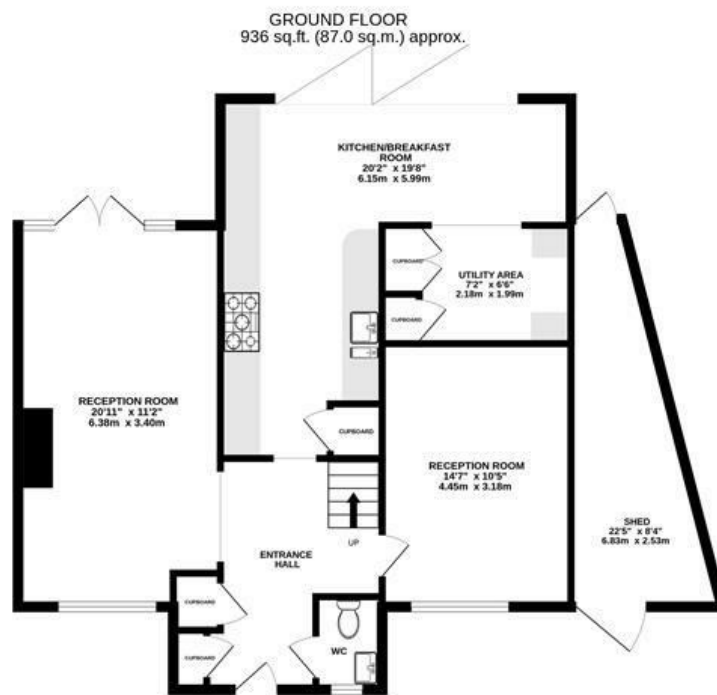 GROUND FLOOR
936 sq.ft. (87.0 sq.m.) approx.
KITCHEN/BREAKFAST
ROOM
20'2" x 19'8"
6.15m x 5.99m
CUPBOARD
UTILITY AREA
7'2" x 6'6"
2.18m x 1.99m
CUPBOARD
RECEPTION ROOM
20'11" x 11'2"
6.38m x 3.40m
CUPBOARD
RECEPTION ROOM
14'7" x 10'5"
4.45m x 3.18m
SHED
22'5" x 8'4"
6.83m x 2.53m
UP
ENTRANCE
HALL
CUPBOARD
WC
CUPBOARD